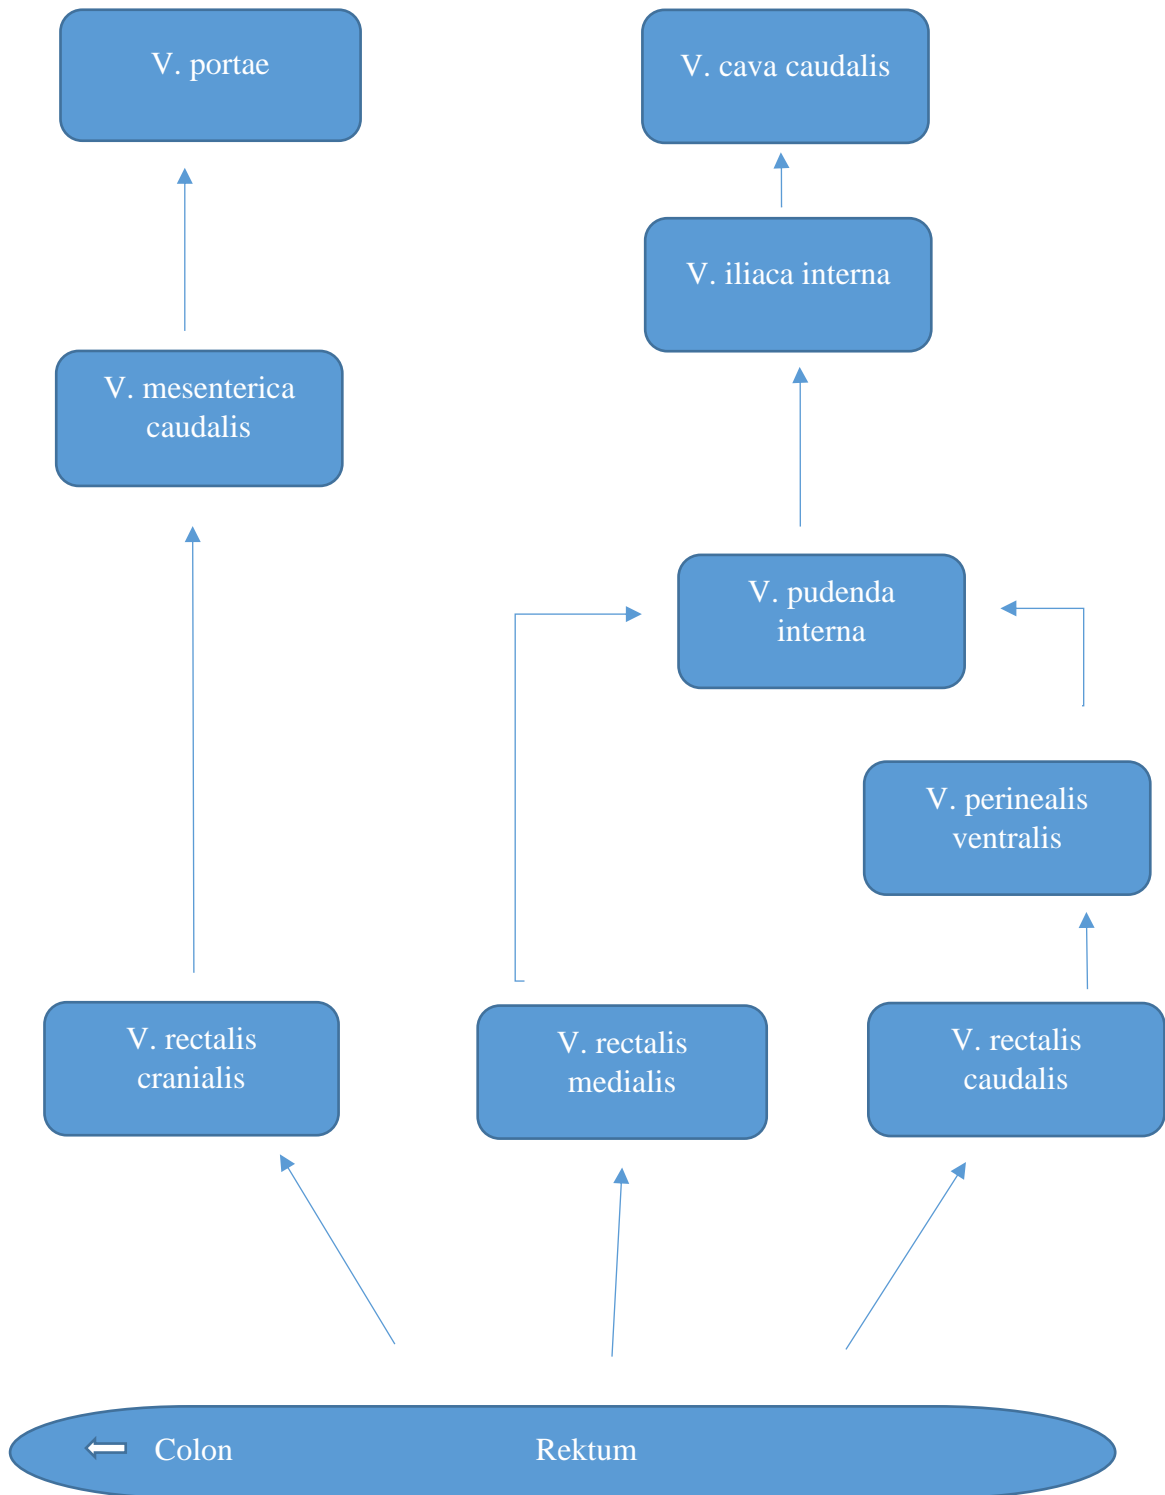 V. portae
V. cava caudalis
V. iliaca interna
V. mesenterica
caudalis
V. pudenda
interna
V. perinealis
ventralis
V. rectalis
cranialis
V. rectalis
medialis
V. rectalis
caudalis
Colon
Rektum